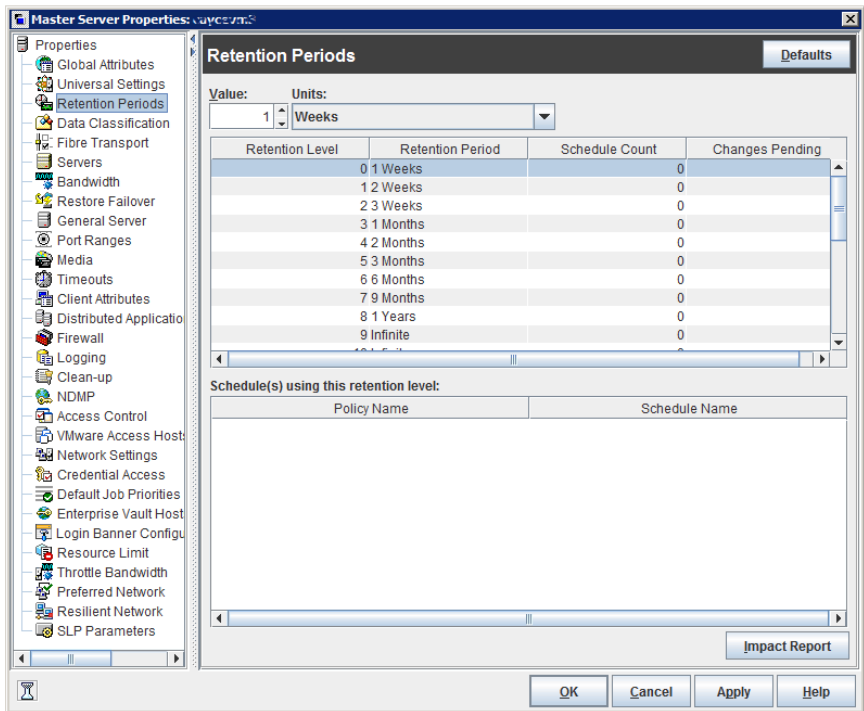 Master Server Properties:
Properties
Global Attributes
Universal Settings
Retention Periods
Data Classification
Fibre Transport
Servers
Bandwidth
Restore Failover
General Server
Port Ranges
Media
Timeouts
Client Attributes
Distributed Applicatio
Firewall
Logging
Clean-up
NDMP
Access Control
VMware Access Hosts
Network Settings
Credential Access
Default Job Priorities
Enterprise Vault Host
Login Banner Configu
Resource Limit
Throttle Bandwidth
Preferred Network
Resilient Network
SLP Parameters
Retention Periods
Defaults
Value: Units:
1 Weeks
Retention Level Retention Period Schedule Count Changes Pending
0 1 Weeks 0
1 2 Weeks 0
2 3 Weeks 0
3 1 Months 0
4 2 Months 0
5 3 Months 0
6 6 Months 0
7 9 Months 0
8 1 Years 0
9 Infinite 0
Schedule(s) using this retention level:
Policy Name Schedule Name
Impact Report
OK Cancel Apply Help